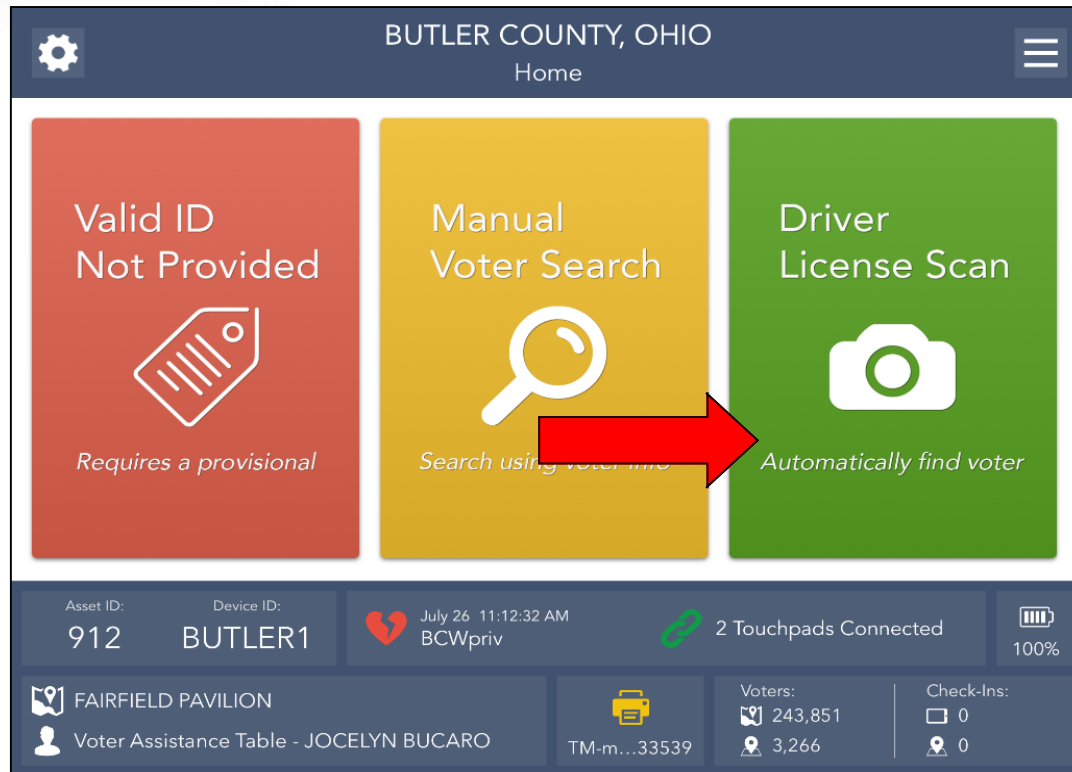 BUTLER COUNTY, OHIO
Home
Valid ID
Not Provided
Requires a provisional
Manual
Voter Search
Search using voter info
Driver
License Scan
Automatically find voter
Asset ID:
912
Device ID:
BUTLER1
July 26 11:12:32 AM
BCWpriv
2 Touchpads Connected
100%
FAIRFIELD PAVILION
Voter Assistance Table - JOCELYN BUCARO
TM-m...33539
Voters:
243,851
3,266
Check-Ins:
0
0